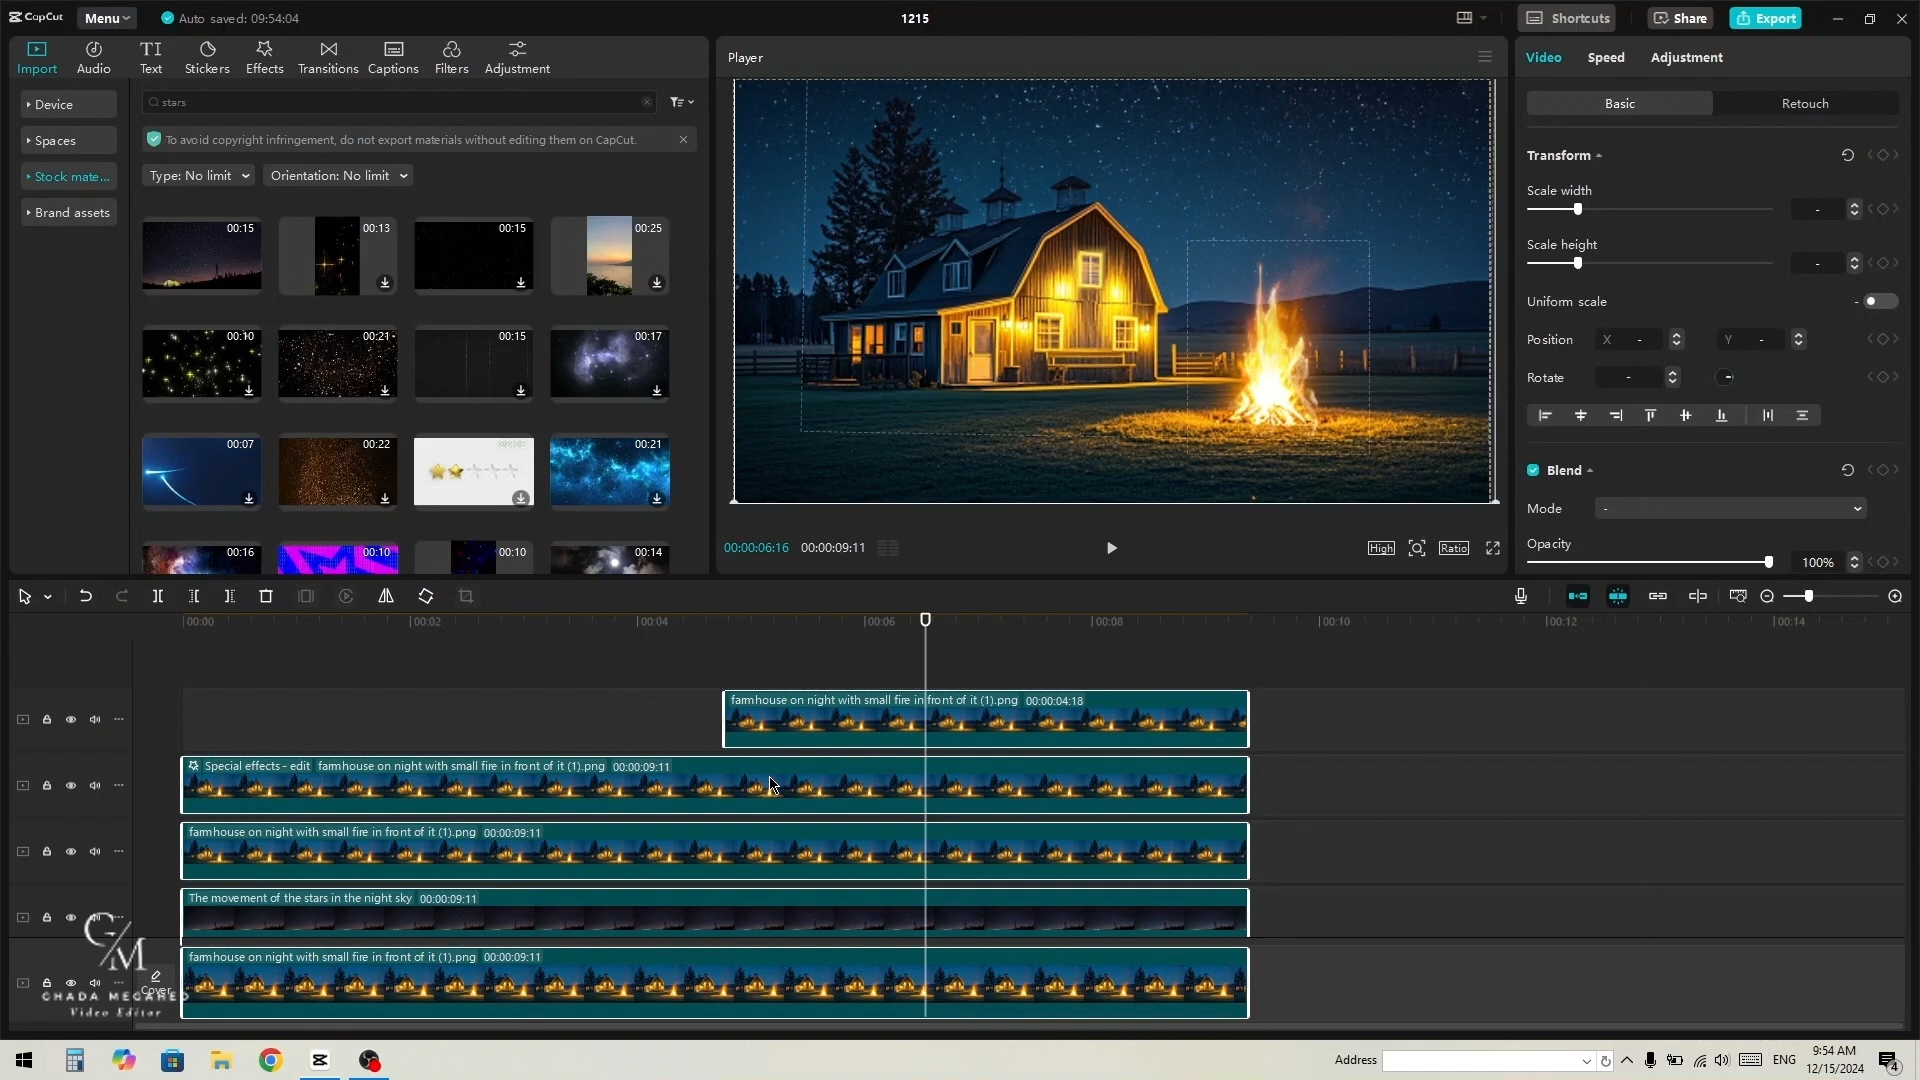 CapCut
Menu
Auto saved: 09:54:04
1215
Shortcuts
Share
Export
Import
Audio
TI
Text
Stickers
Effects
Transitions
Captions
Filters
Adjustment
Player
Video
Speed
Adjustment
Device
Spaces
Stock mate...
Brand assets
stars
To avoid copyright infringement, do not export materials without editing them on CapCut.
Type: No limit
Orientation: No limit
00:15
00:13
00:15
00:25
00:10
00:21
00:15
00:17
00:07
00:22
00:21
00:16
00:10
00:10
00:14
Basic
Retouch
Transform
Scale width
-
Scale height
-
Uniform scale
-
Position
X -
Y -
Rotate
-
Blend
Mode
-
Opacity
100%
00:00:06:16
00:00:09:11
High
Ratio
00:00
00:02
00:04
00:06
00:08
00:10
00:12
00:14
farmhouse on night with small fire in front of it (1).png 00:00:04:18
Special effects - edit farmhouse on night with small fire in front of it (1).png 00:00:09:11
farmhouse on night with small fire in front of it (1).png 00:00:09:11
The movement of the stars in the night sky 00:00:09:11
farmhouse on night with small fire in front of it (1).png 00:00:09:11
Cover
GM
GHADA MEGAHED
Video Editor
Address
ENG
9:54 AM
12/15/2024
4